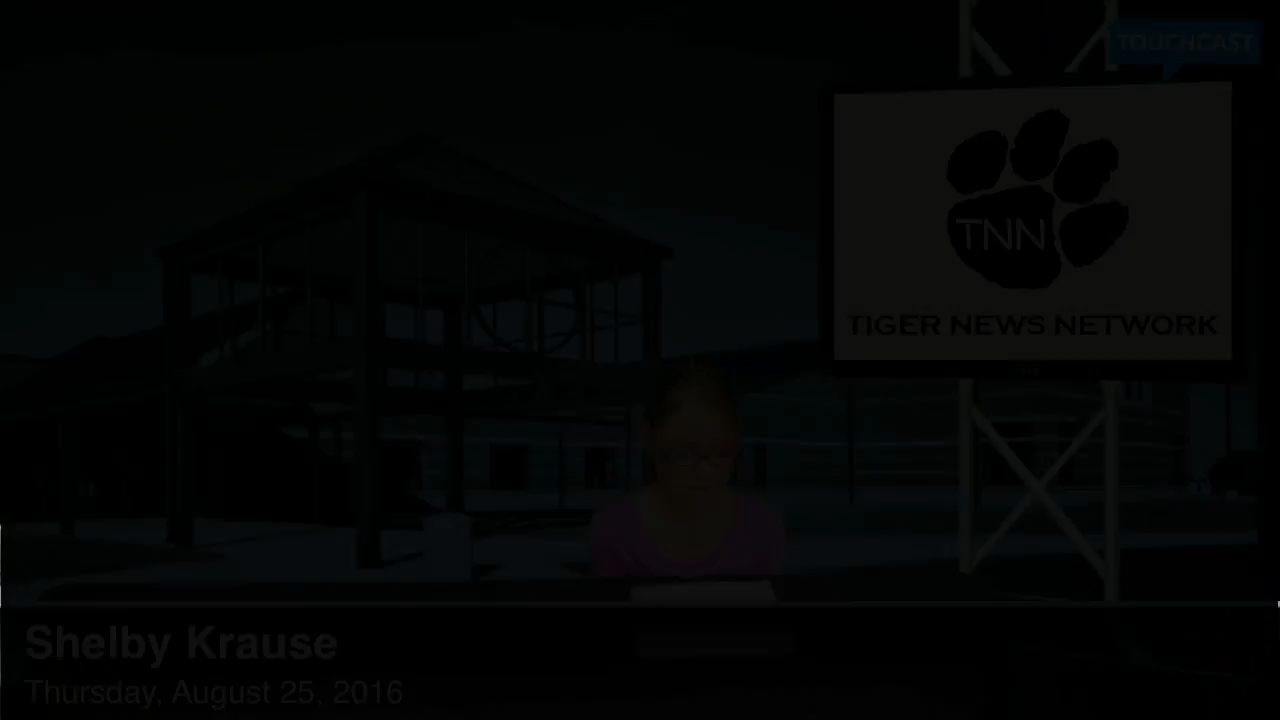 TOUCHCAST
TNN
TIGER NEWS NETWORK
Shelby Krause
Thursday, August 25, 2016